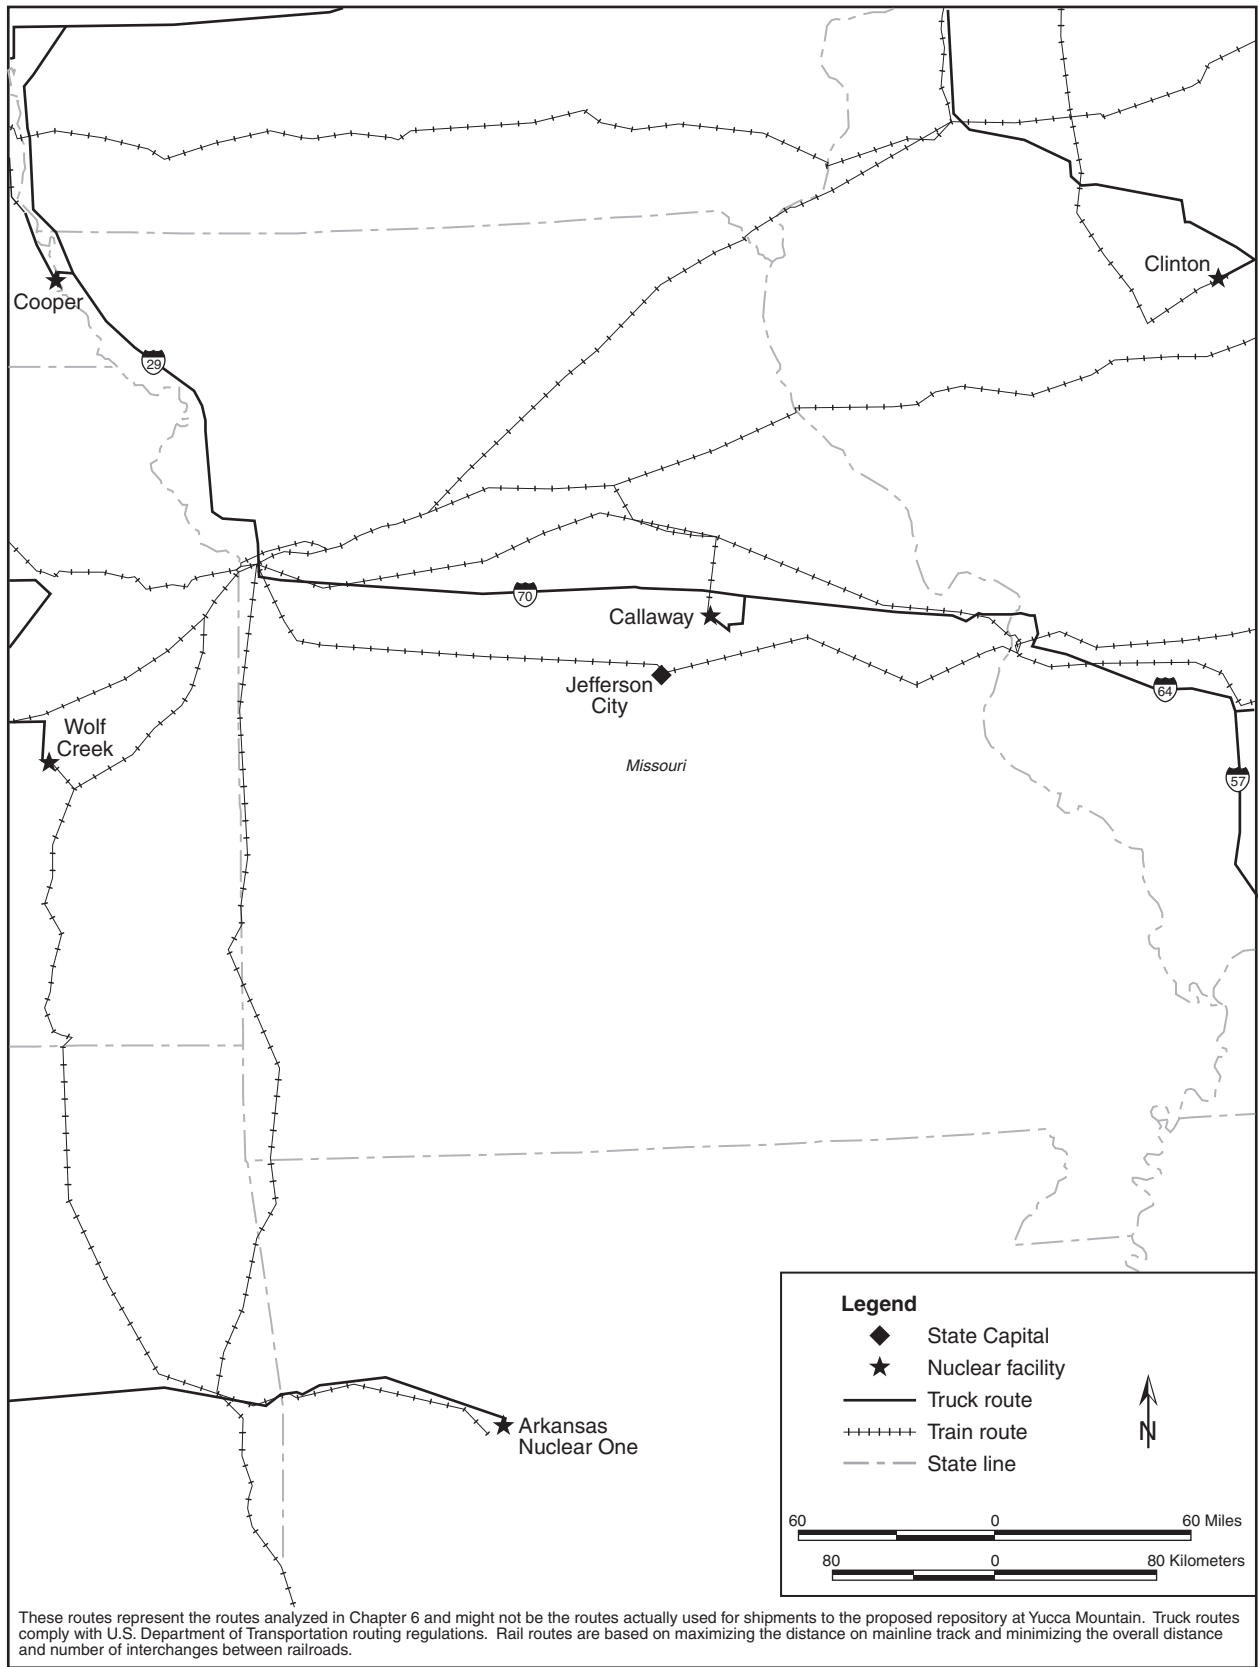 Clinton
Cooper
29
70
Callaway
Jefferson
City
64
Wolf
Creek
Missouri
57
Legend
State Capital
Nuclear facility
Truck route
Train route
State line
N
Arkansas
Nuclear One
60 0 60 Miles
80 0 80 Kilometers
These routes represent the routes analyzed in Chapter 6 and might not be the routes actually used for shipments to the proposed repository at Yucca Mountain. Truck routes
comply with U.S. Department of Transportation routing regulations. Rail routes are based on maximizing the distance on mainline track and minimizing the overall distance
and number of interchanges between railroads.